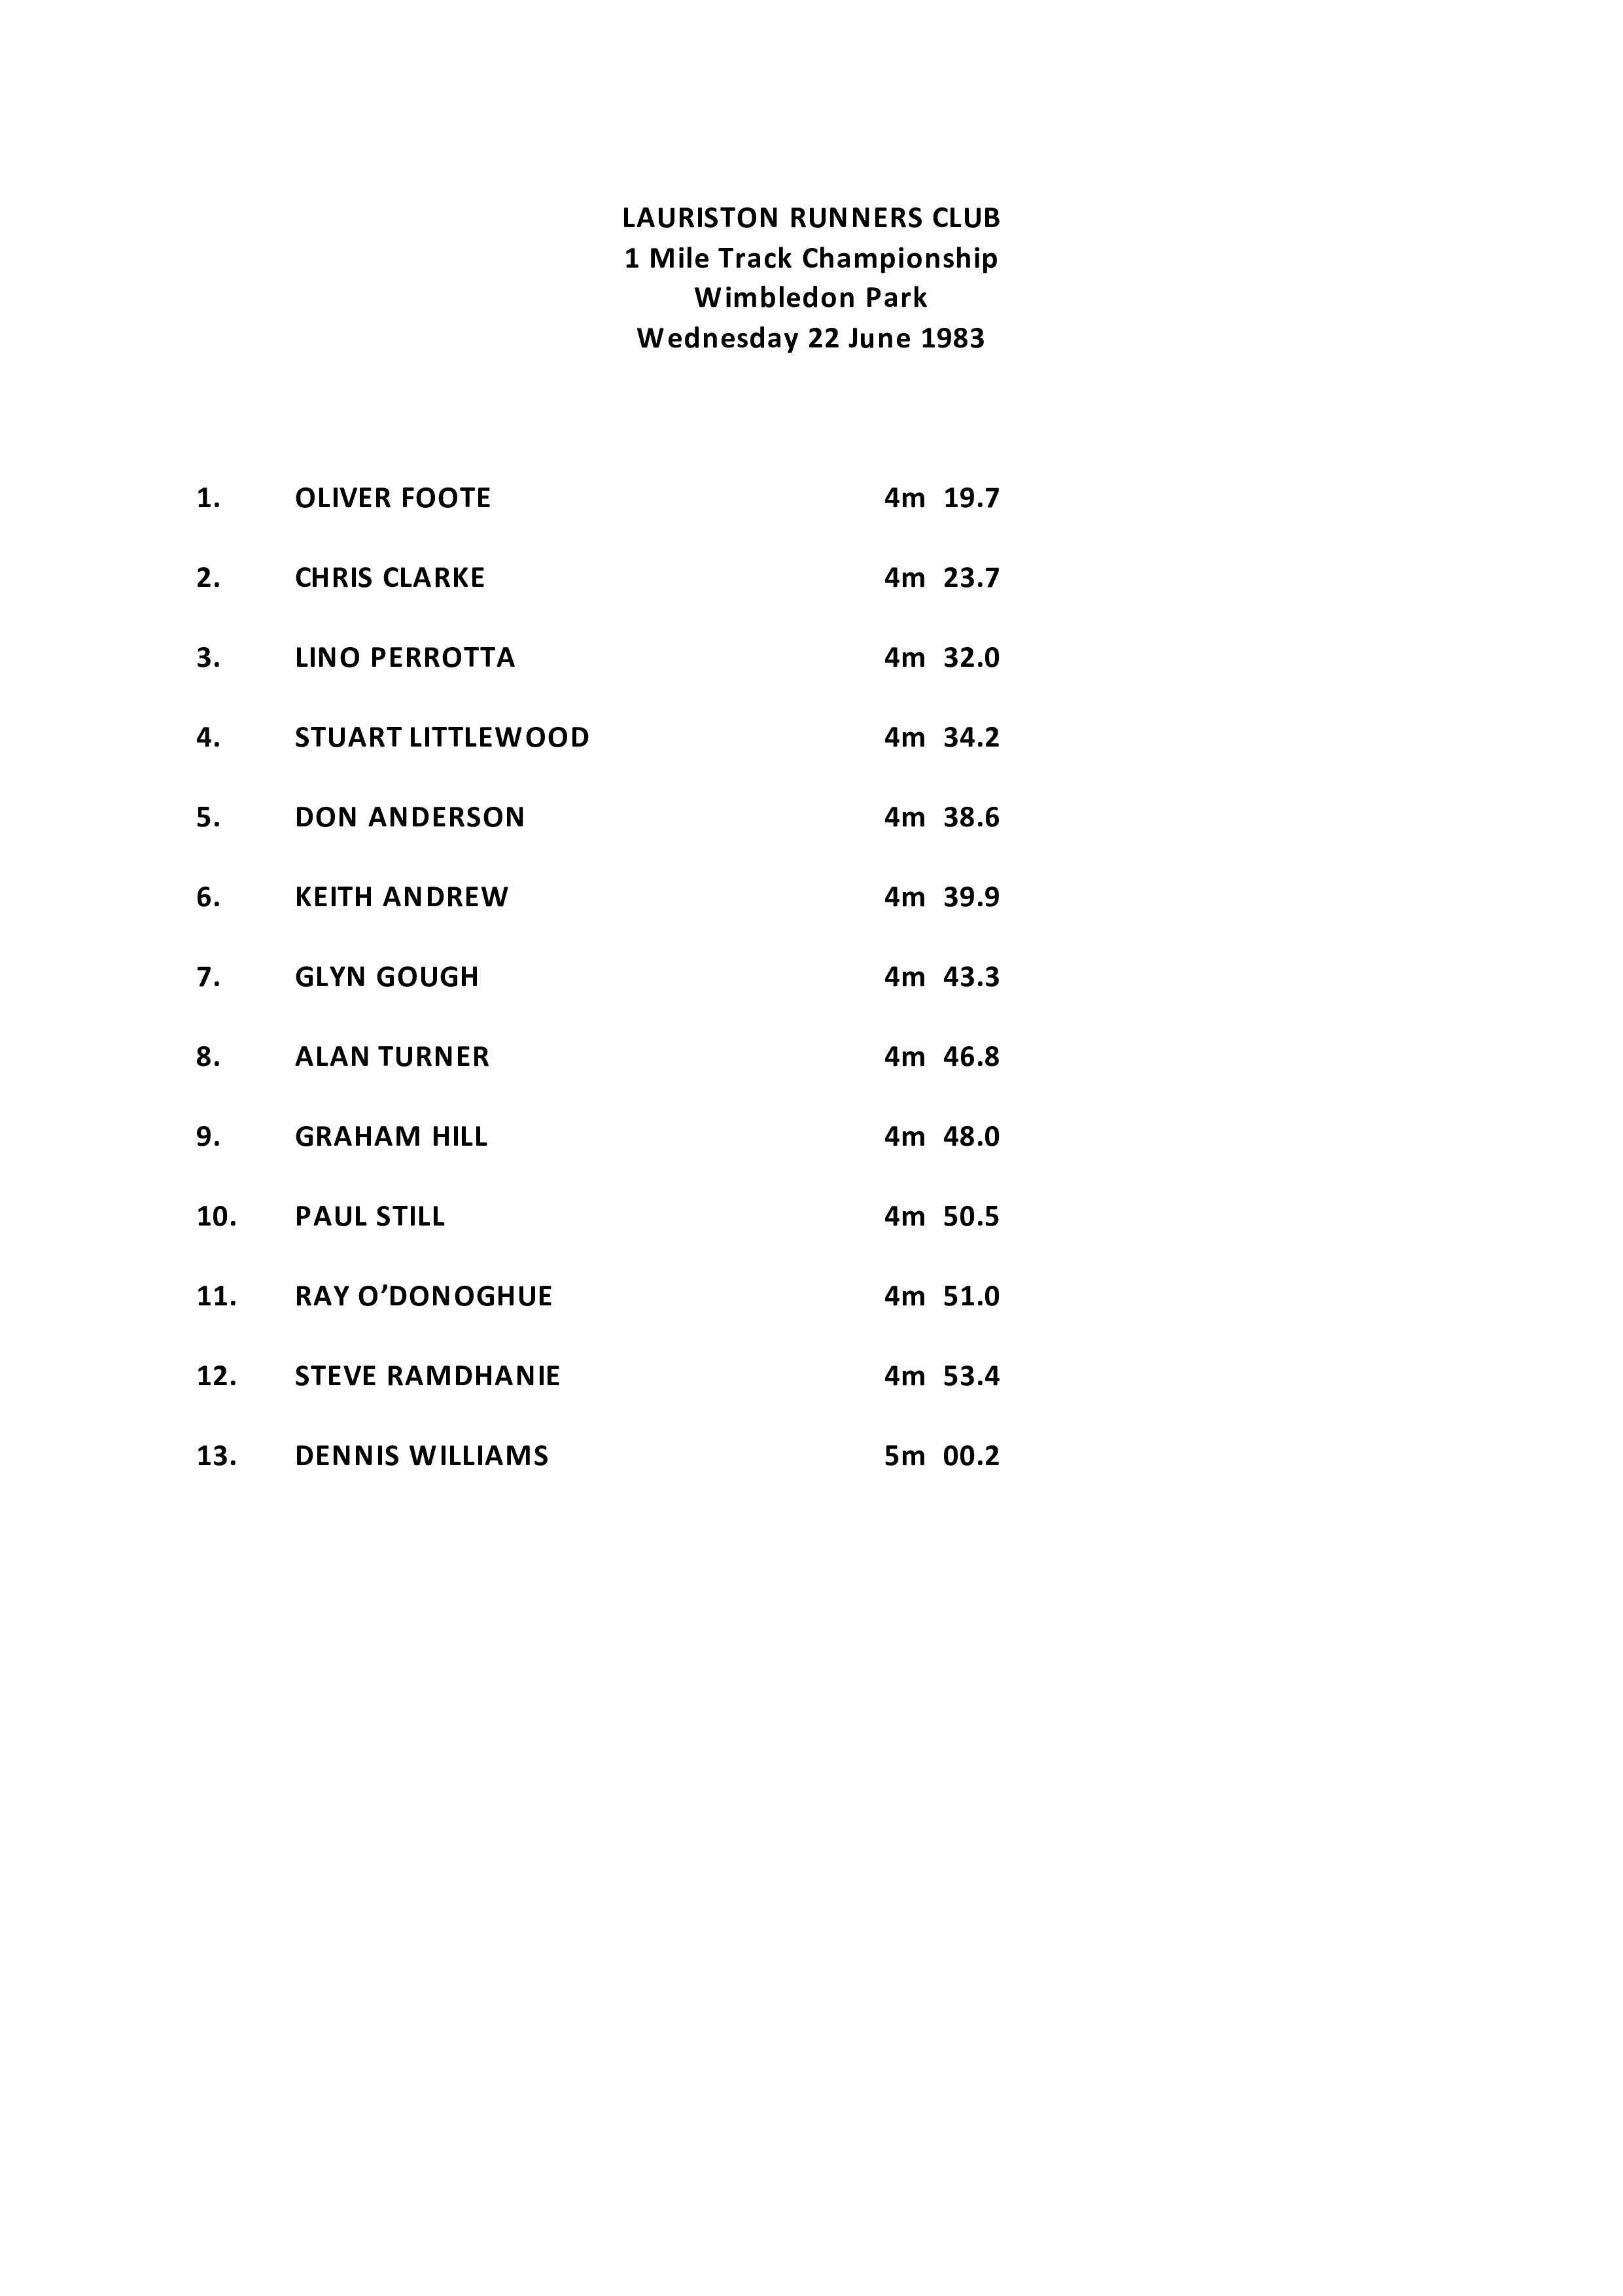 LAURISTON RUNNERS CLUB
1 Mile Track Championship
Wimbledon Park
Wednesday 22 June 1983
1. OLIVER FOOTE 4m 19.7
2. CHRIS CLARKE 4m 23.7
3. LINO PERROTTA 4m 32.0
4. STUART LITTLEWOOD 4m 34.2
5. DON ANDERSON 4m 38.6
6. KEITH ANDREW 4m 39.9
7. GLYN GOUGH 4m 43.3
8. ALAN TURNER 4m 46.8
9. GRAHAM HILL 4m 48.0
10. PAUL STILL 4m 50.5
11. RAY O’DONOGHUE 4m 51.0
12. STEVE RAMDHANIE 4m 53.4
13. DENNIS WILLIAMS 5m 00.2